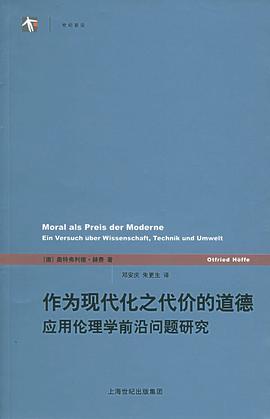 世纪前沿
Moral als Preis der Moderne
Ein Versuch über Wissenschaft, Technik und Umwelt
[德] 奥特弗利德·赫费 著
Otfried Höffe
邓安庆 朱更生 译
作为现代化之代价的道德
应用伦理学前沿问题研究
上海世纪出版集团